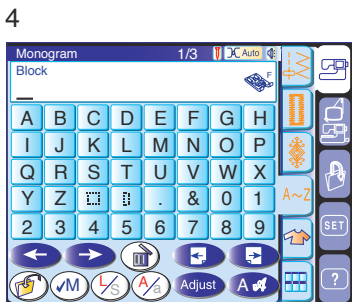 4
Monogram 1/3 Auto
Block F
A B C D E F G H
I J K L M N O P
Q R S T U V W X
Y Z . & 0 1 A~Z
2 3 4 5 6 7 8 9 SET
✓M L/s A/a Adjust A ?